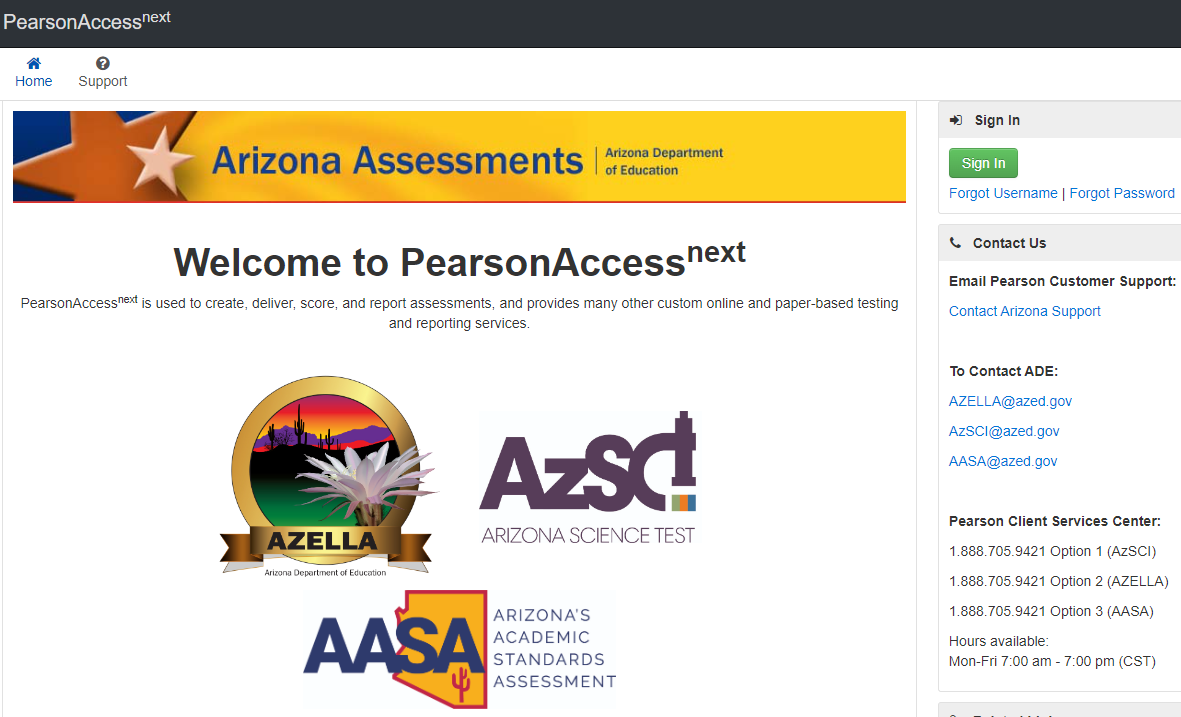 PearsonAccessnext
Home
Support
Arizona Assessments
Arizona Department
of Education
Welcome to PearsonAccessnext
PearsonAccessnext is used to create, deliver, score, and report assessments, and provides many other custom online and paper-based testing
and reporting services.
AZELLA
Arizona Department of Education
AzSCI
ARIZONA SCIENCE TEST
AASA
ARIZONA'S
ACADEMIC
STANDARDS
ASSESSMENT
Sign In
Sign In
Forgot Username | Forgot Password
Contact Us
Email Pearson Customer Support:
Contact Arizona Support
To Contact ADE:
AZELLA@azed.gov
AzSCI@azed.gov
AASA@azed.gov
Pearson Client Services Center:
1.888.705.9421 Option 1 (AzSCI)
1.888.705.9421 Option 2 (AZELLA)
1.888.705.9421 Option 3 (AASA)
Hours available:
Mon-Fri 7:00 am - 7:00 pm (CST)